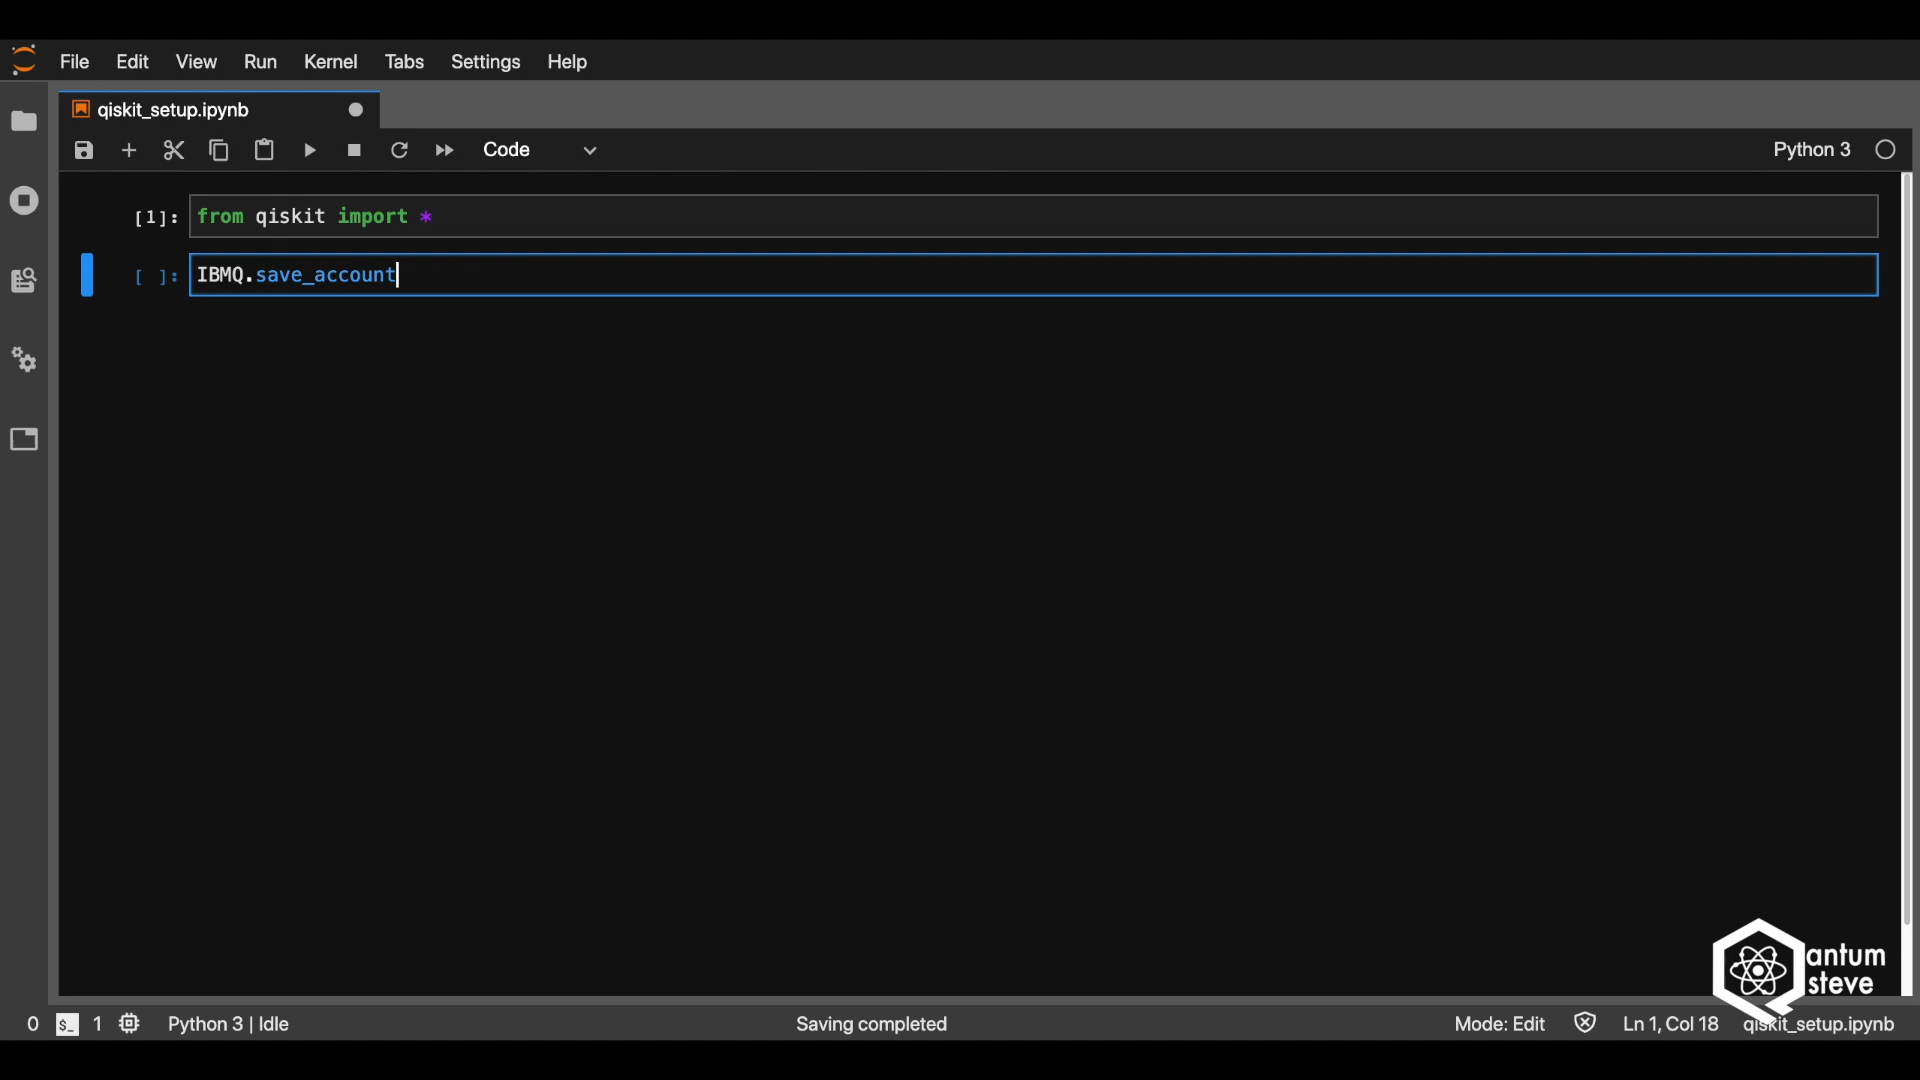 File Edit View Run Kernel Tabs Settings Help
qiskit_setup.ipynb
Code
Python 3
[1]: from qiskit import *
[ ]: IBMQ.save_account
antum
steve
0 $_ 1 Python 3 | Idle Saving completed Mode: Edit Ln 1, Col 18 qiskit_setup.ipynb